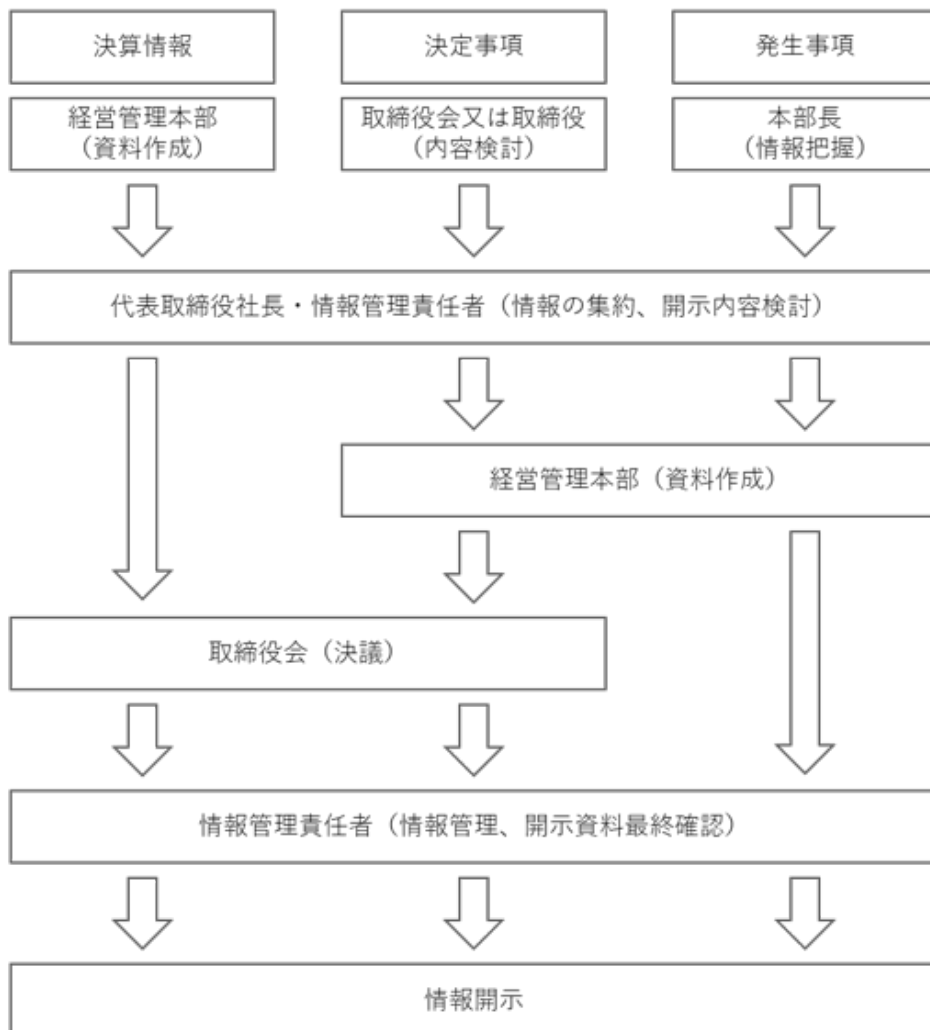 決算情報
決定事項
発生事項
経営管理本部
（資料作成）
取締役会又は取締役
（内容検討）
本部長
（情報把握）
代表取締役社長・情報管理責任者（情報の集約、開示内容検討）
経営管理本部（資料作成）
取締役会（決議）
情報管理責任者（情報管理、開示資料最終確認）
情報開示